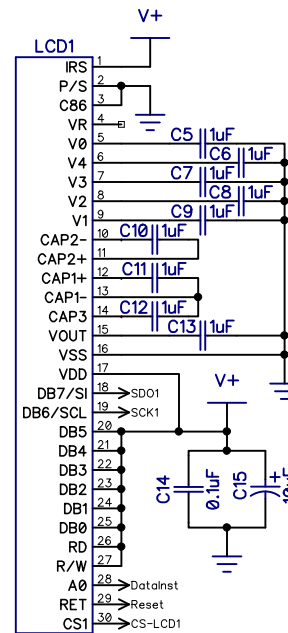 V+
LCD1
IRS 1
P/S 2
C86 3
VR 4
V0 5 C5 1uF
V4 6 C6 1uF
V3 7 C7 1uF
V2 8 C8 1uF
V1 9 C9 1uF
CAP2- 10 C10 1uF
CAP2+ 11
CAP1+ 12 C11 1uF
CAP1- 13
CAP3 14 C12 1uF
VOUT 15 C13 1uF
VSS 16
VDD 17
V+
DB7/SI 18 SDO1
DB6/SCL 19 SCK1
DB5 20
DB4 21
DB3 22
DB2 23
DB1 24
DB0 25
RD 26
R/W 27
C14 0.1uF C15 +
A0 28 DataInst
RET 29 Reset
CS1 30 CS-LCD1